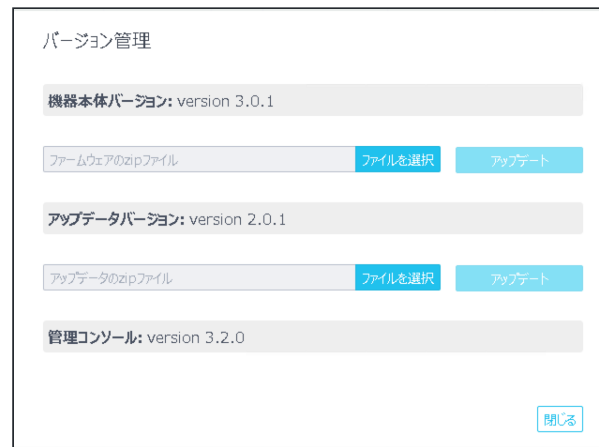 バージョン管理
機器本体バージョン: version 3.0.1
ファームウェアのzipファイル ファイルを選択 アップデート
アップデータバージョン: version 2.0.1
アップデータのzipファイル ファイルを選択 アップデート
管理コンソール: version 3.2.0
閉じる